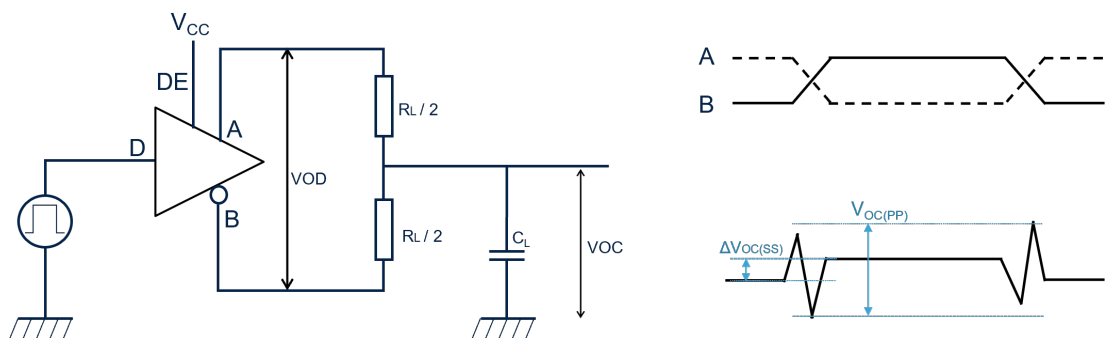 VCC
DE
A
D
B
VOD
RL / 2
RL / 2
CL
VOC
A
B
VOC(PP)
ΔVOC(SS)